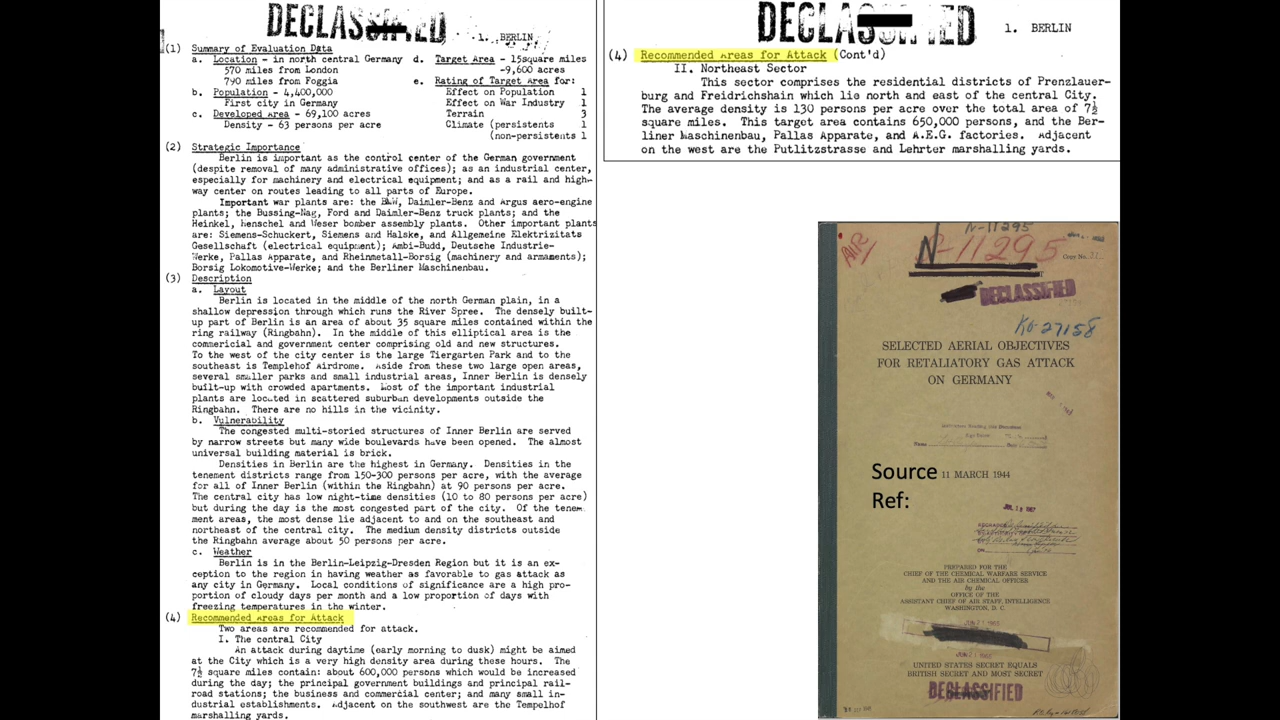 DECLASSIFIED
1. BERLIN
(1) Summary of Evaluation Data
a. Location - in north central Germany
570 miles from London
790 miles from Foggia
b. Population - 4,400,000
First city in Germany
c. Developed Area - 69,100 acres
Density - 63 persons per acre
d. Target Area - 15square miles
-9,600 acres
e. Rating of Target Area for:
Effect on Population 1
Effect on War Industry 1
Terrain 3
Climate (persistents 1
(non-persistents 1
(2) Strategic Importance
Berlin is important as the control center of the German government
(despite removal of many administrative offices); as an industrial center,
especially for machinery and electrical equipment; and as a rail and high-
way center on routes leading to all parts of Europe.
Important war plants are: the BMW, Daimler-Benz and Argus aero-engine
plants; the Bussing-Nag, Ford and Daimler-Benz truck plants; and the
Heinkel, Henschel and Weser bomber assembly plants. Other important plants
are: Siemens-Schuckert, Siemens and Halske, and Allgemeine Elektrizitats
Gesellschaft (electrical equipment); Ambi-Budd, Deutsche Industrie-
Werke, Pallas Apparate, and Rheinmetall-Borsig (machinery and armaments);
Borsig Lokomotive-Werke; and the Berliner Maschinenbau.
(3) Description
a. Layout
Berlin is located in the middle of the north German plain, in a
shallow depression through which runs the River Spree. The densely built-
up part of Berlin is an area of about 35 square miles contained within the
ring railway (Ringbahn). In the middle of this elliptical area is the
commericial and government center comprising old and new structures.
To the west of the city center is the large Tiergarten Park and to the
southeast is Templehof Airdrome. Aside from these two large open areas,
several smaller parks and small industrial areas, Inner Berlin is densely
built-up with crowded apartments. Most of the important industrial
plants are located in scattered suburban developments outside the
Ringbahn. There are no hills in the vicinity.
b. Vulnerability
The congested multi-storied structures of Inner Berlin are served
by narrow streets but many wide boulevards have been opened. The almost
universal building material is brick.
Densities in Berlin are the highest in Germany. Densities in the
tenement districts range from 150-300 persons per acre, with the average
for all of Inner Berlin (within the Ringbahn) at 90 persons per acre.
The central city has low night-time densities (10 to 80 persons per acre)
but during the day is the most congested part of the city. Of the tene-
ment areas, the most dense lie adjacent to and on the southeast and
northeast of the central city. The medium density districts outside
the Ringbahn average about 50 persons per acre.
c. Weather
Berlin is in the Berlin-Leipzig-Dresden Region but it is an ex-
ception to the region in having weather as favorable to gas attack as
any city in Germany. Local conditions of significance are a high pro-
portion of cloudy days per month and a low proportion of days with
freezing temperatures in the winter.
(4) Recommended Areas for Attack
Two areas are recommended for attack.
I. The central City
An attack during daytime (early morning to dusk) might be aimed
at the City which is a very high density area during these hours. The
7½ square miles contain: about 600,000 persons which would be increased
during the day; the principal government buildings and principal rail-
road stations; the business and commercial center; and many small in-
dustrial establishments. Adjacent on the southwest are the Tempelhof
marshalling yards.
DECLASSIFIED
1. BERLIN
(4) Recommended Areas for Attack (Cont'd)
II. Northeast Sector
This sector comprises the residential districts of Prenzlauer-
burg and Freidrichshain which lie north and east of the central City.
The average density is 130 persons per acre over the total area of 7½
square miles. This target area contains 650,000 persons, and the Ber-
liner Maschinenbau, Pallas Apparate, and A.E.G. factories. Adjacent
on the west are the Putlitzstrasse and Lehrter marshalling yards.
N-11295
N-11295
AIR
Copy No.
DECLASSIFIED
KG-27158
SELECTED AERIAL OBJECTIVES
FOR RETALIATORY GAS ATTACK
ON GERMANY
Source
Ref:
11 MARCH 1944
PREPARED FOR THE
CHIEF OF THE CHEMICAL WARFARE SERVICE
AND THE AIR CHEMICAL OFFICER
by the
OFFICE OF THE
ASSISTANT CHIEF OF AIR STAFF, INTELLIGENCE
WASHINGTON, D. C.
UNITED STATES SECRET EQUALS
BRITISH SECRET AND MOST SECRET
DECLASSIFIED